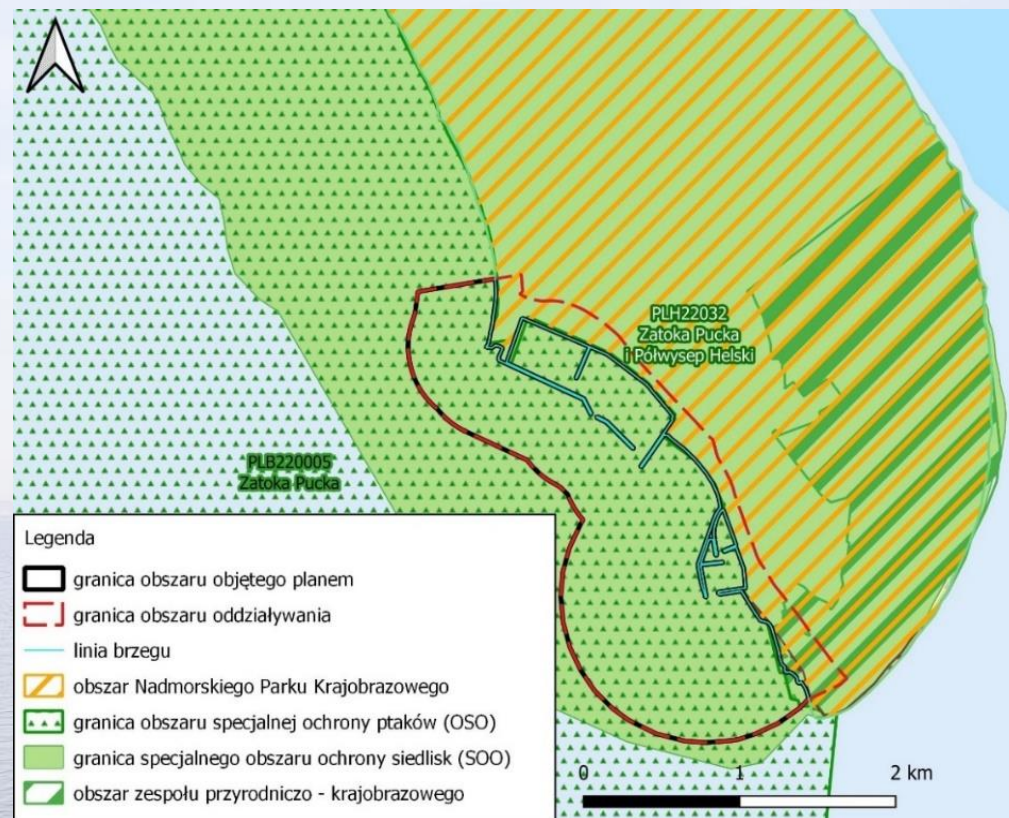 PLH22032
Zatoka Pucka
i Półwysep Helski
PLB220005
Zatoka Pucka
Legenda
granica obszaru objętego planem
granica obszaru oddziaływania
linia brzegu
obszar Nadmorskiego Parku Krajobrazowego
granica obszaru specjalnej ochrony ptaków (OSO)
granica specjalnego obszaru ochrony siedlisk (SOO)
obszar zespołu przyrodniczo - krajobrazowego
0 1 2 km